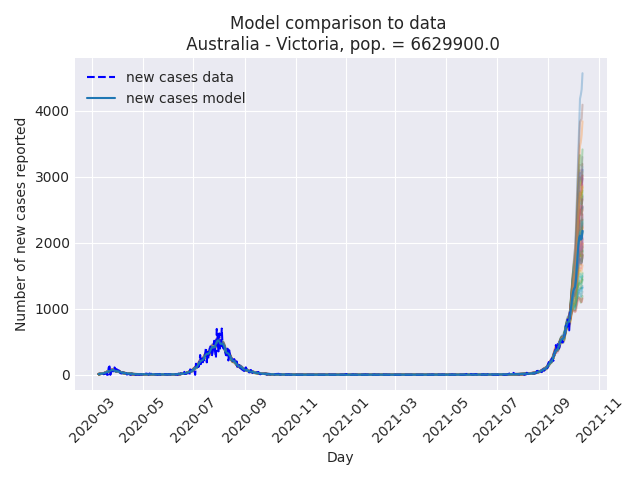 Model comparison to data
Australia - Victoria, pop. = 6629900.0
new cases data
new cases model
Number of new cases reported
4000
3000
2000
1000
0
2020-03
2020-05
2020-07
2020-09
2020-11
2021-01
2021-03
2021-05
2021-07
2021-09
2021-11
Day